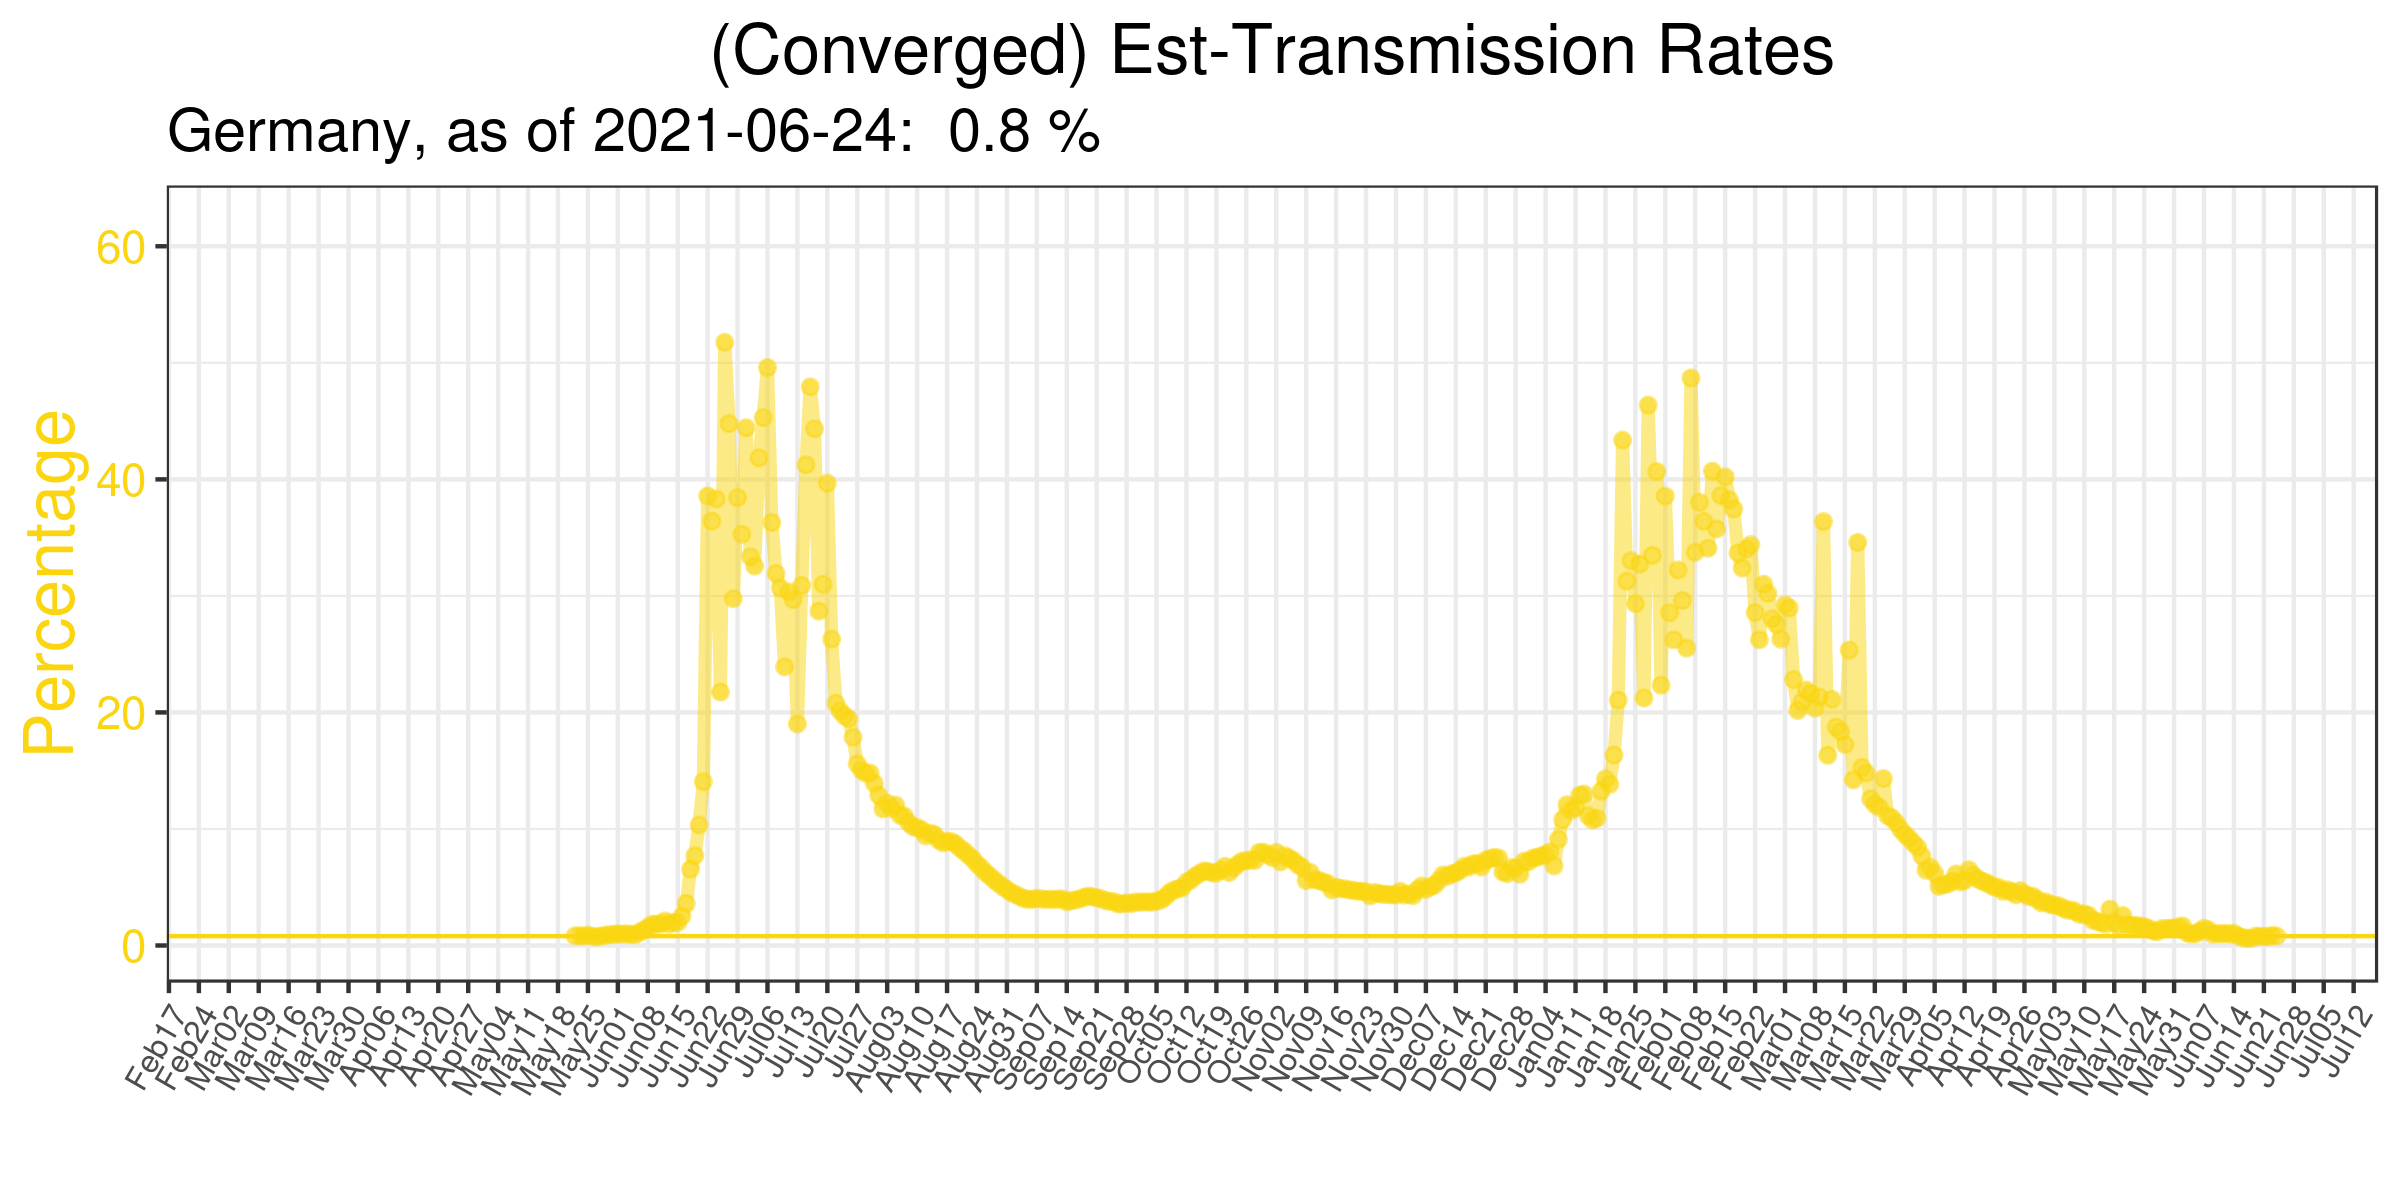 (Converged) Est-Transmission Rates
Germany, as of 2021-06-24:  0.8 %
Percentage
60
40
20
0
Feb17
Feb24
Mar02
Mar09
Mar16
Mar23
Mar30
Apr06
Apr13
Apr20
Apr27
May04
May11
May18
May25
Jun01
Jun08
Jun15
Jun22
Jun29
Jul06
Jul13
Jul20
Jul27
Aug03
Aug10
Aug17
Aug24
Aug31
Sep07
Sep14
Sep21
Sep28
Oct05
Oct12
Oct19
Oct26
Nov02
Nov09
Nov16
Nov23
Nov30
Dec07
Dec14
Dec21
Dec28
Jan04
Jan11
Jan18
Jan25
Feb01
Feb08
Feb15
Feb22
Mar01
Mar08
Mar15
Mar22
Mar29
Apr05
Apr12
Apr19
Apr26
May03
May10
May17
May24
May31
Jun07
Jun14
Jun21
Jun28
Jul05
Jul12